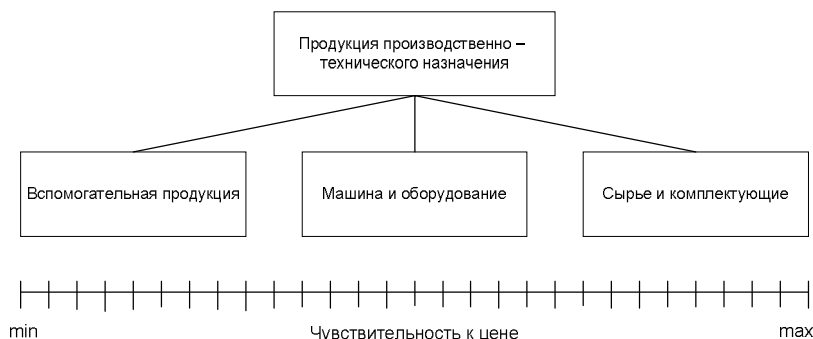 Продукция производственно –
технического назначения
Вспомогательная продукция
Машина и оборудование
Сырье и комплектующие
min
Чувствительность к цене
max